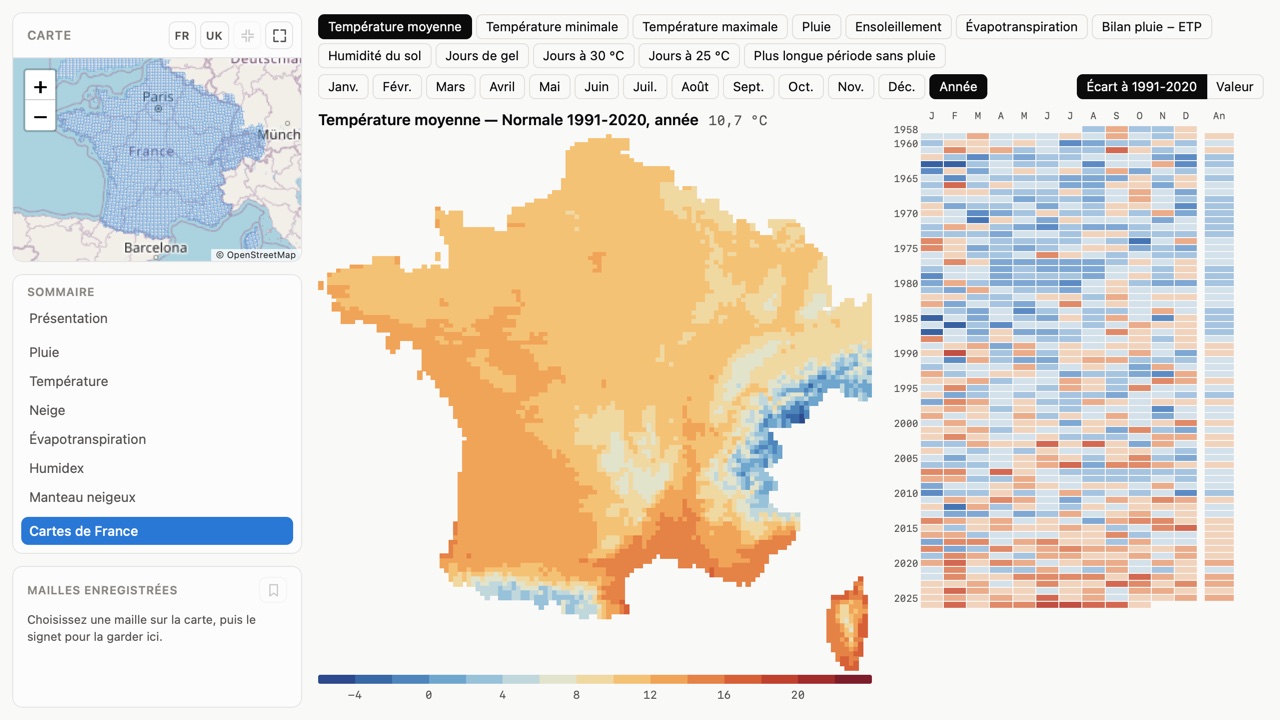 CARTE
FR
UK
Deutschland
Paris
Münch
France
Barcelona
+
−
© OpenStreetMap
SOMMAIRE
Présentation
Pluie
Température
Neige
Évapotranspiration
Humidex
Manteau neigeux
Cartes de France
MAILLES ENREGISTRÉES
Choisissez une maille sur la carte, puis le
signet pour la garder ici.
Température moyenne Température minimale Température maximale Pluie Ensoleillement Évapotranspiration Bilan pluie – ETP
Humidité du sol Jours de gel Jours à 30 °C Jours à 25 °C Plus longue période sans pluie
Janv. Févr. Mars Avril Mai Juin Juil. Août Sept. Oct. Nov. Déc. Année
Écart à 1991-2020 Valeur
Température moyenne — Normale 1991-2020, année 10,7 °C
−4 0 4 8 12 16 20
J F M A M J J A S O N D An
1958
1960
1965
1970
1975
1980
1985
1990
1995
2000
2005
2010
2015
2020
2025